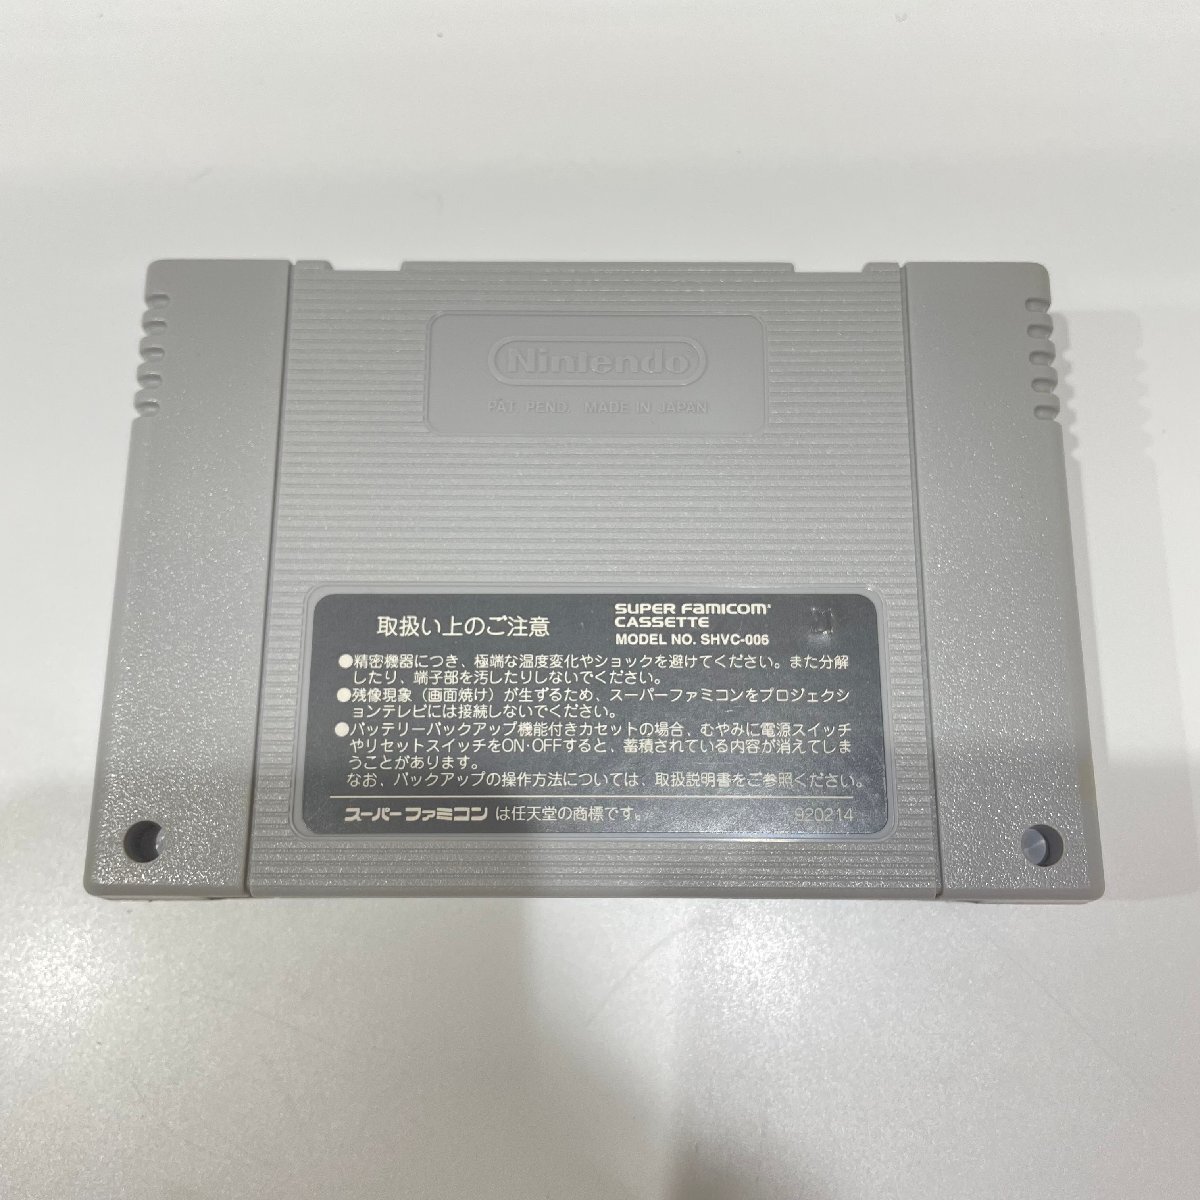 Nintendo
PAT. PEND. MADE IN JAPAN
取扱い上のご注意
SUPER FAMICOM
CASSETTE
MODEL NO. SHVC-006
●精密機器につき、極端な温度変化やショックを避けてください。また分解
したり、端子部を汚したりしないでください。
●残像現象（画面焼け）が生ずるため、スーパーファミコンをプロジェクシ
ョンテレビには接続しないでください。
●バッテリーバックアップ機能付きカセットの場合、むやみに電源スイッチ
やリセットスイッチをON・OFFすると、蓄積されている内容が消えてしま
うことがあります。
なお、バックアップの操作方法については、取扱説明書をご参照ください。
スーパーファミコンは任天堂の商標です。
920214